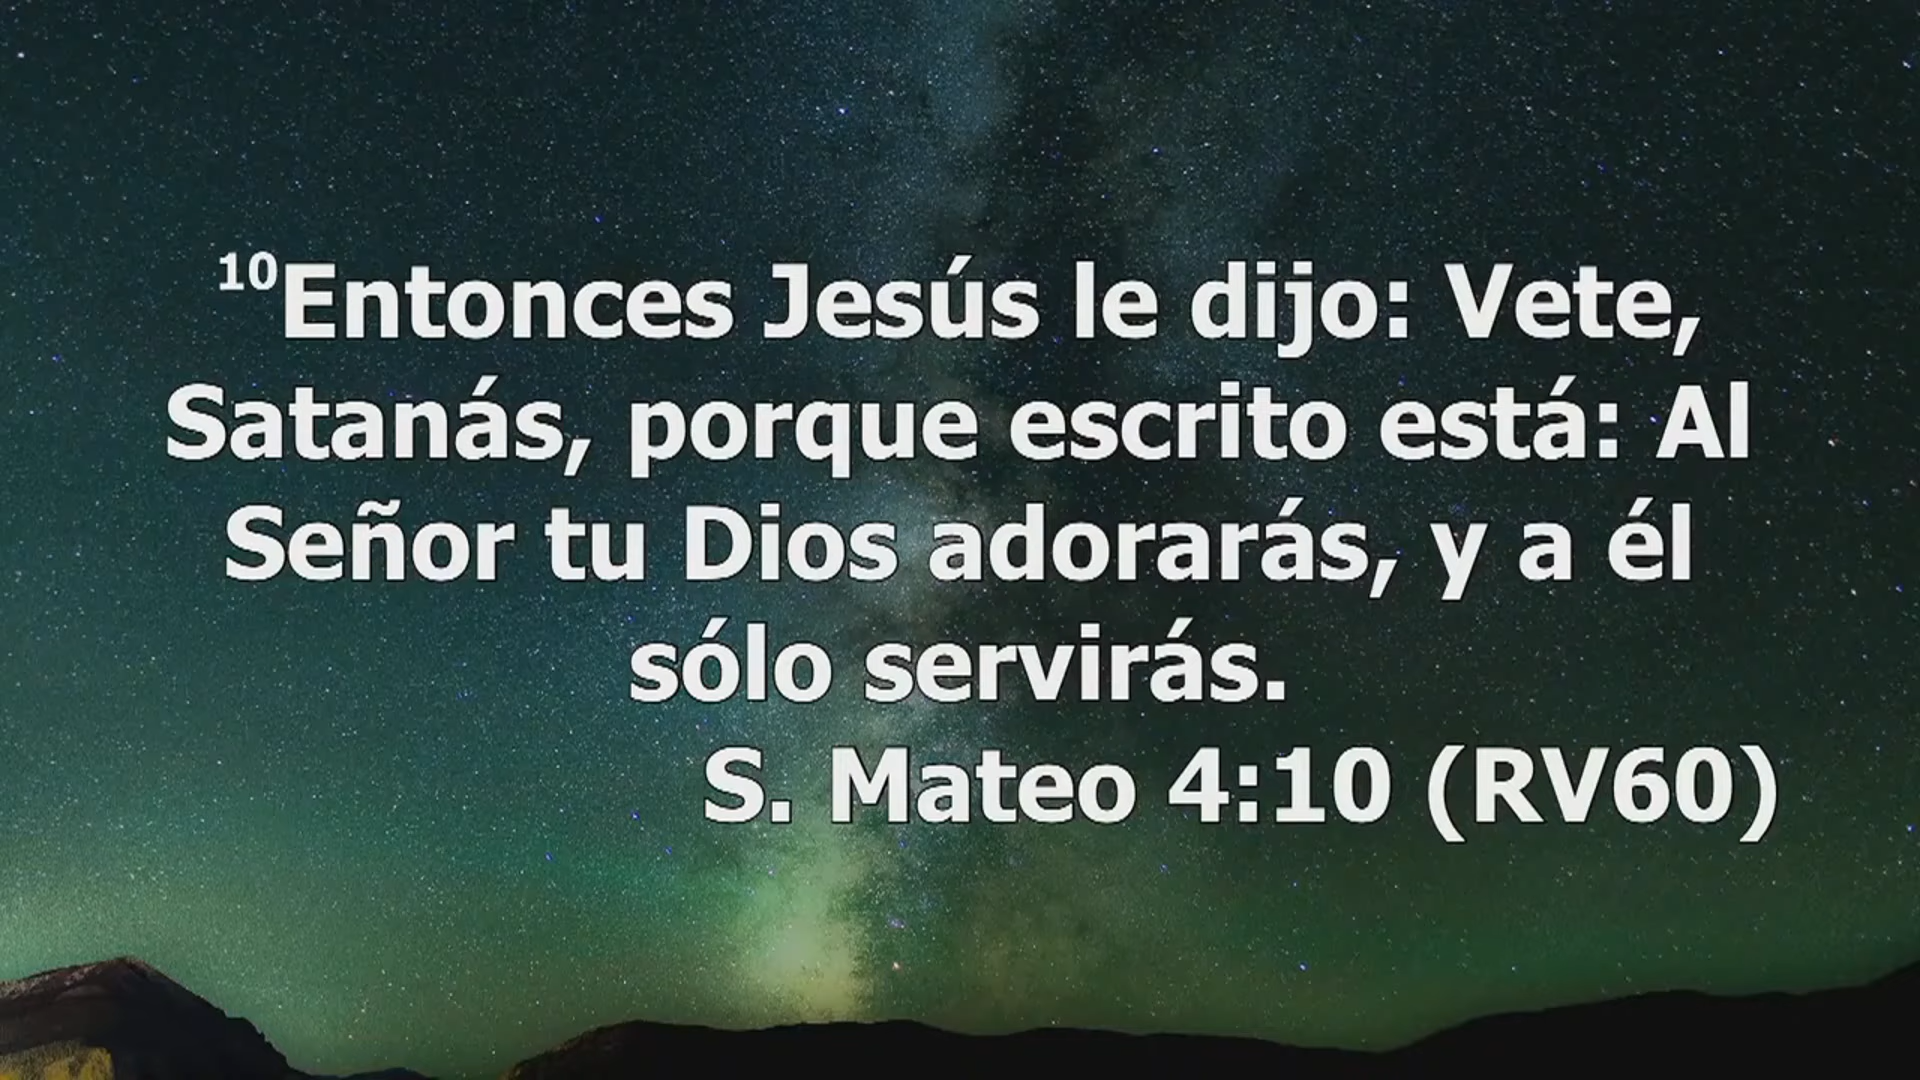 10Entonces Jesús le dijo: Vete,
Satanás, porque escrito está: Al
Señor tu Dios adorarás, y a él
sólo servirás.
S. Mateo 4:10 (RV60)